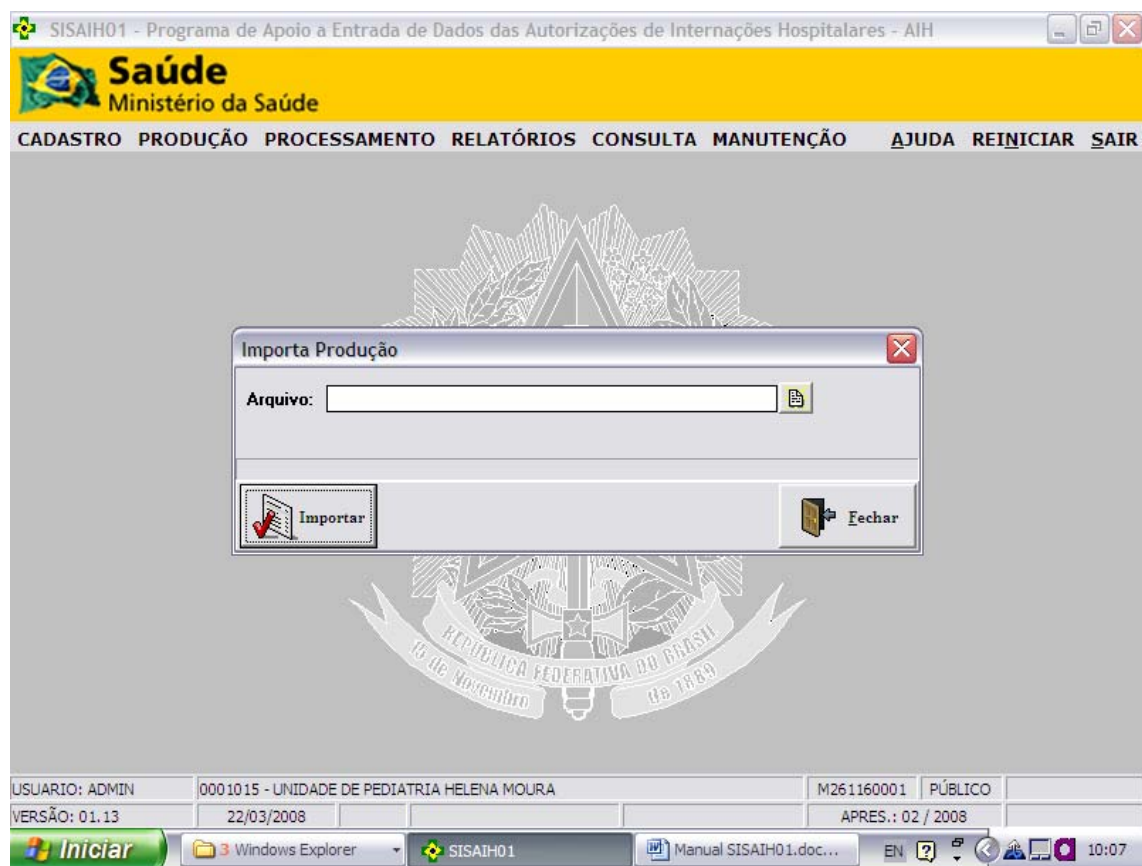 SISAIH01 - Programa de Apoio a Entrada de Dados das Autorizações de Internações Hospitalares - AIH
Saúde
Ministério da Saúde
CADASTRO PRODUÇÃO PROCESSAMENTO RELATÓRIOS CONSULTA MANUTENÇÃO AJUDA REINICIAR SAIR
Importa Produção
Arquivo:
Importar Fechar
REPÚBLICA FEDERATIVA DO BRASIL
15 de Novembro de 1889
USUARIO: ADMIN 0001015 - UNIDADE DE PEDIATRIA HELENA MOURA M261160001 PÚBLICO
VERSÃO: 01.13 22/03/2008 APRES.: 02 / 2008
Iniciar 3 Windows Explorer SISAIH01 Manual SISAIH01.doc... EN 10:07